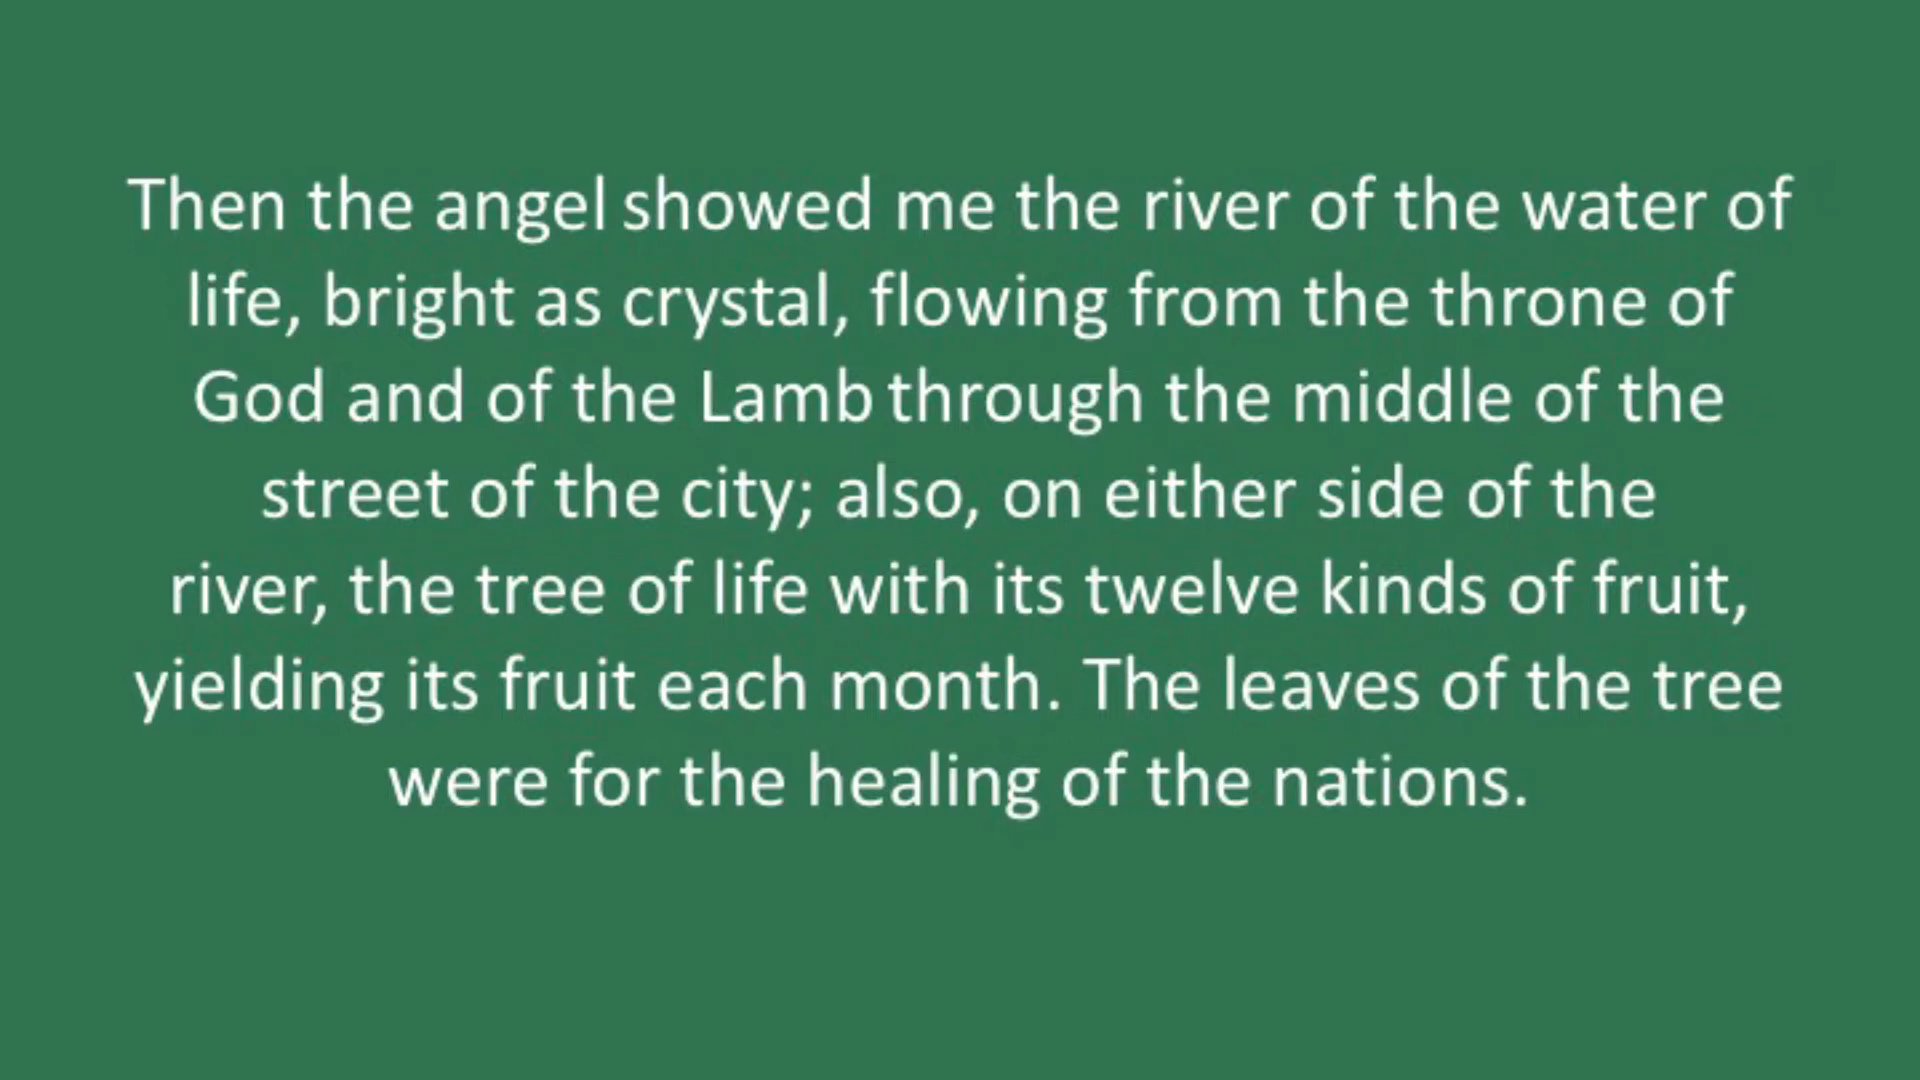 Then the angel showed me the river of the water of
life, bright as crystal, flowing from the throne of
God and of the Lamb through the middle of the
street of the city; also, on either side of the
river, the tree of life with its twelve kinds of fruit,
yielding its fruit each month. The leaves of the tree
were for the healing of the nations.